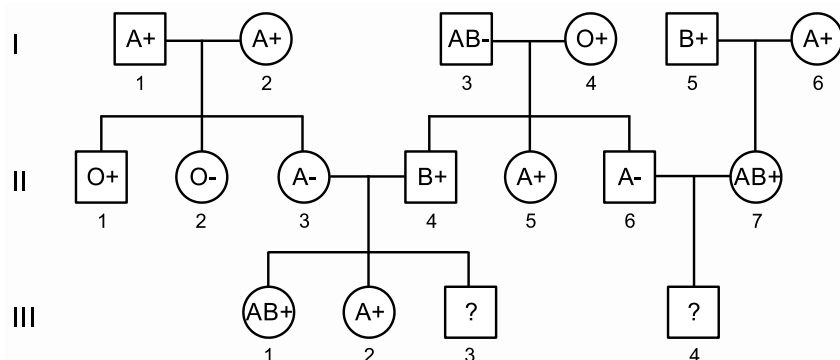 I A+ A+ AB- O+ B+ A+
1 2 3 4 5 6
II O+ O- A- B+ A+ A- AB+
1 2 3 4 5 6 7
III AB+ A+ ? ?
1 2 3 4